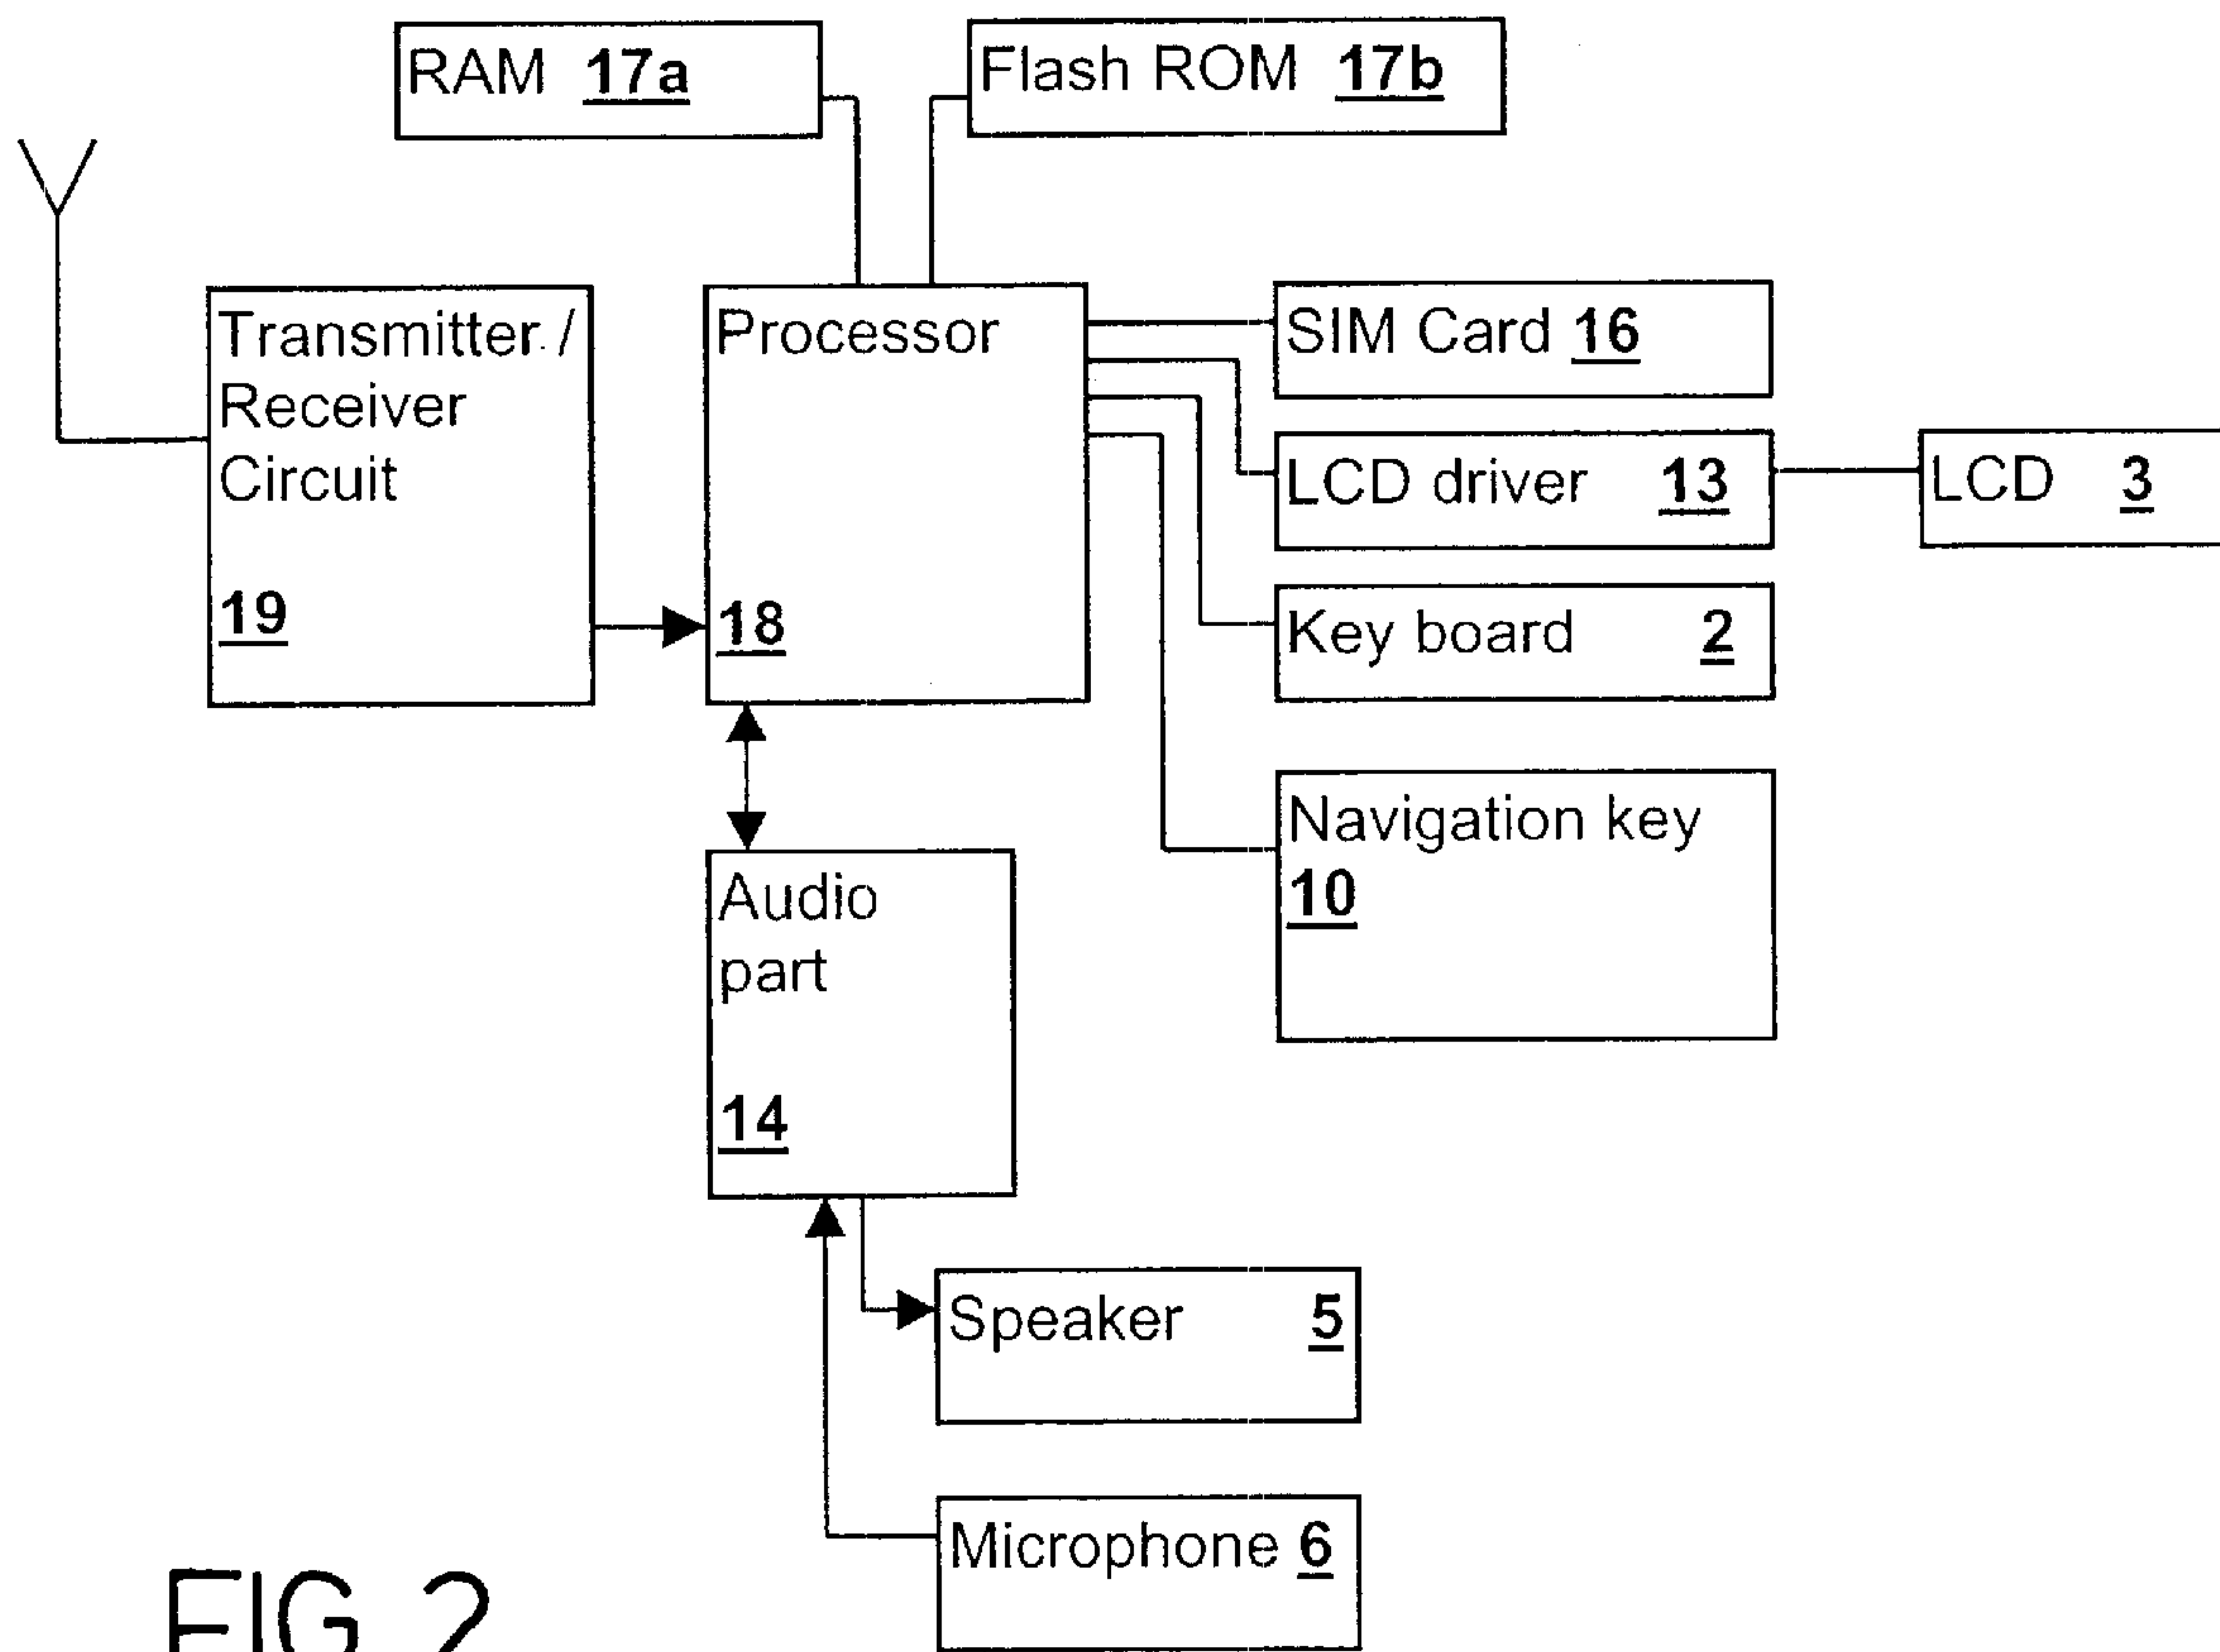 RAM 17a
Flash ROM 17b
Transmitter /
Receiver
Circuit
19
Processor
18
SIM Card 16
LCD driver 13
LCD 3
Key board 2
Navigation key
10
Audio
part
14
Speaker 5
Microphone 6
FIG 2